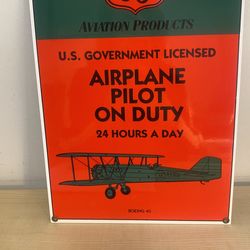 AVIATION PRODUCTS
U.S. GOVERNMENT LICENSED
AIRPLANE
PILOT
ON DUTY
24 HOURS A DAY
BOEING 40